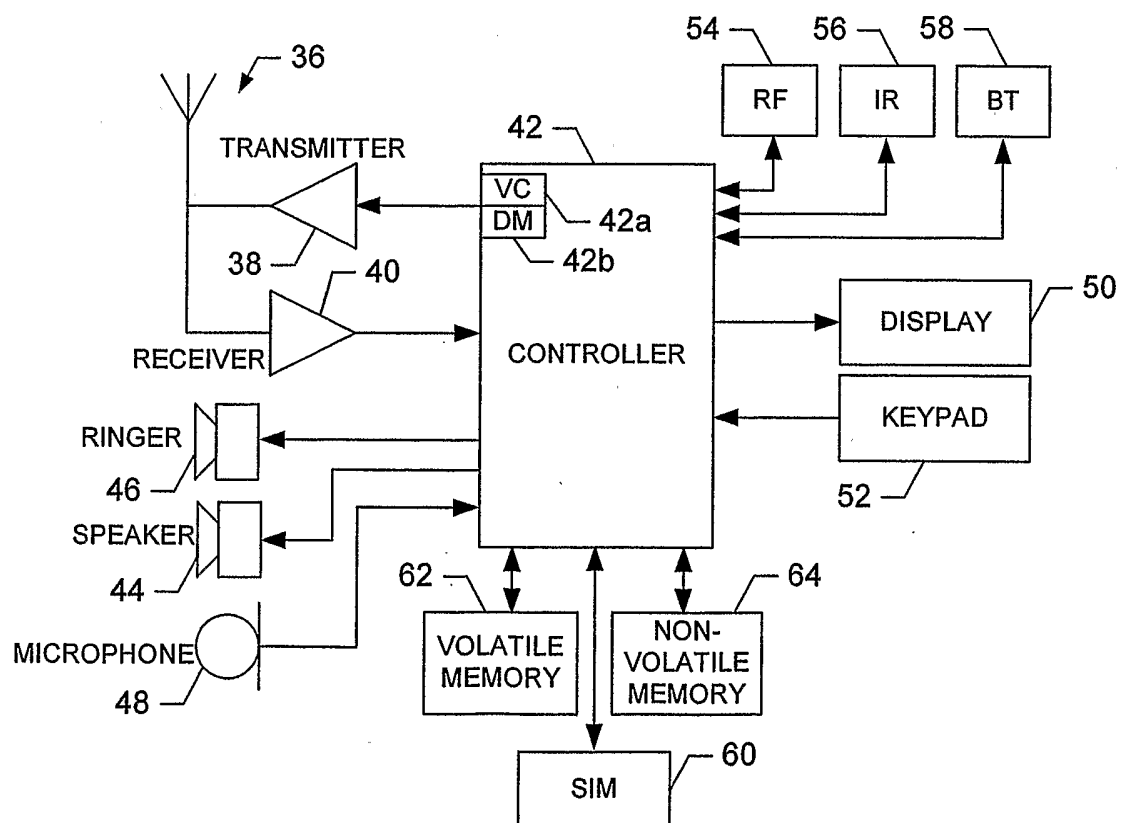 54
56
58
36
RF
IR
BT
42
TRANSMITTER
VC
DM
42a
42b
38
40
50
DISPLAY
CONTROLLER
RECEIVER
KEYPAD
RINGER
46
52
SPEAKER
44
62
64
MICROPHONE
48
VOLATILE
MEMORY
NON-
VOLATILE
MEMORY
60
SIM